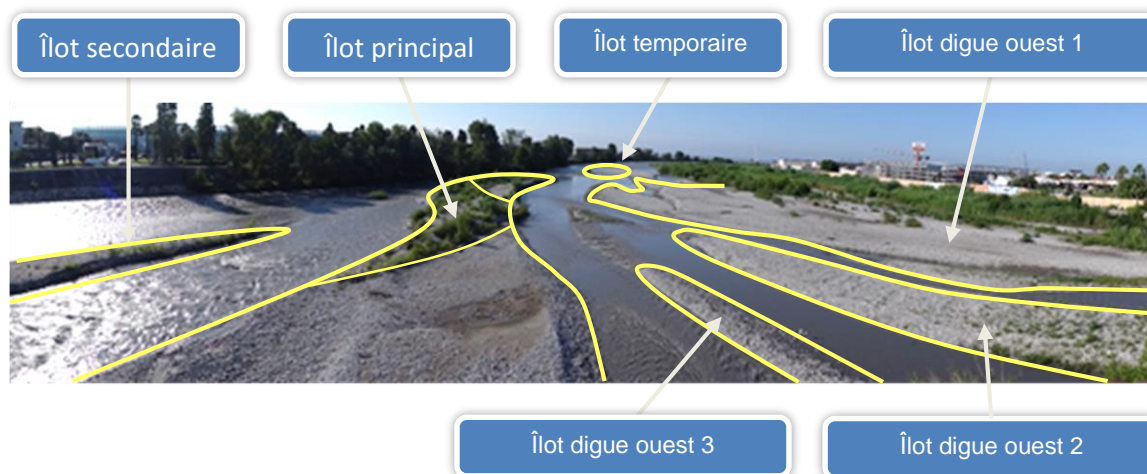 Îlot secondaire
Îlot principal
Îlot temporaire
Îlot digue ouest 1
Îlot digue ouest 3
Îlot digue ouest 2